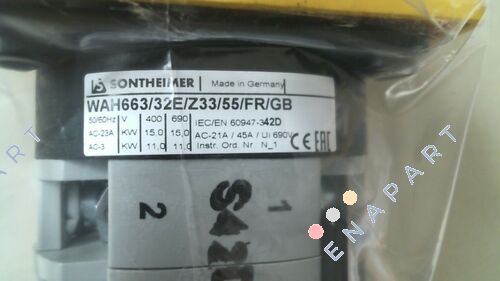 SONTHEIMER Made in Germany
WAH663/32E/Z33/55/FR/GB
50/60Hz 400 690 IEC/EN 60947-342D
AC-23A KW 15,0 15,0 AC-21A / 45A / Ui 690V
AC-3 KW 11,0 11,0 Instr. Ord Nr N_1 CE EAC
1
2
ENAPART